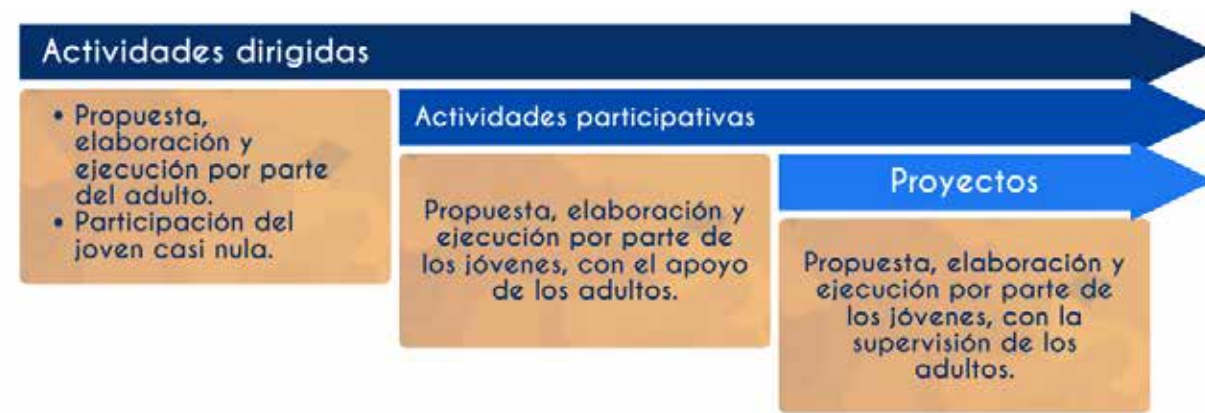 Actividades dirigidas
• Propuesta,
elaboración y
ejecución por parte
del adulto.
• Participación del
joven casi nula.
Actividades participativas
Propuesta, elaboración y
ejecución por parte de
los jóvenes, con el apoyo
de los adultos.
Proyectos
Propuesta, elaboración y
ejecución por parte de
los jóvenes, con la
supervisión de los
adultos.